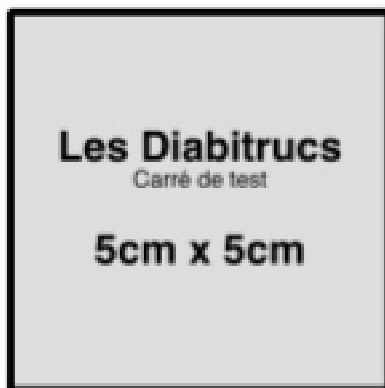 Les Diabitrucs
Carré de test
5cm x 5cm